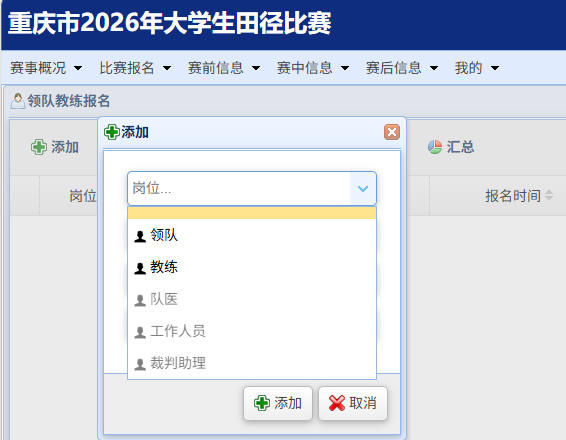 重庆市2026年大学生田径比赛
赛事概况 比赛报名 赛前信息 赛中信息 赛后信息 我的
领队教练报名
添加 添加 汇总
岗位 岗位... 报名时间
领队
教练
队医
工作人员
裁判助理
添加 取消